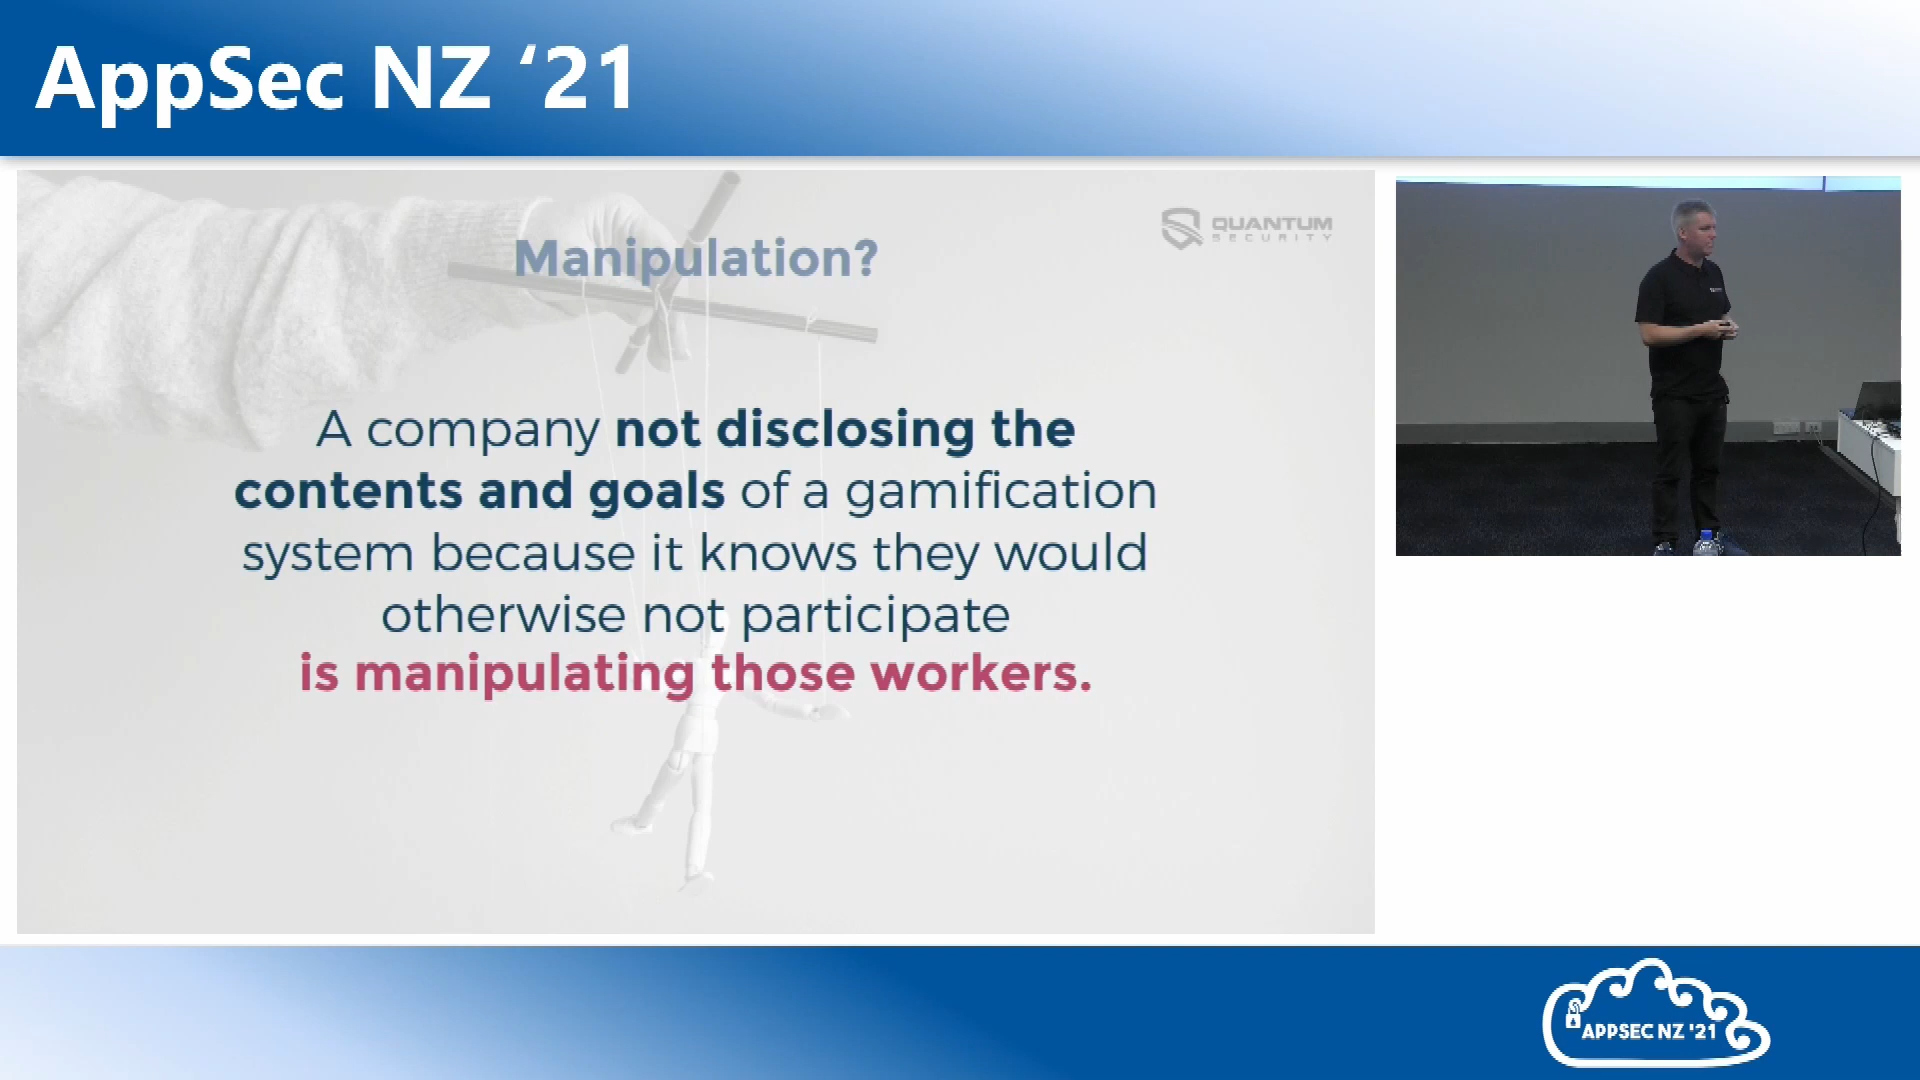 AppSec NZ ‘21
QUANTUM
SECURITY
Manipulation?
A company not disclosing the
contents and goals of a gamification
system because it knows they would
otherwise not participate
is manipulating those workers.
APPSEC NZ '21